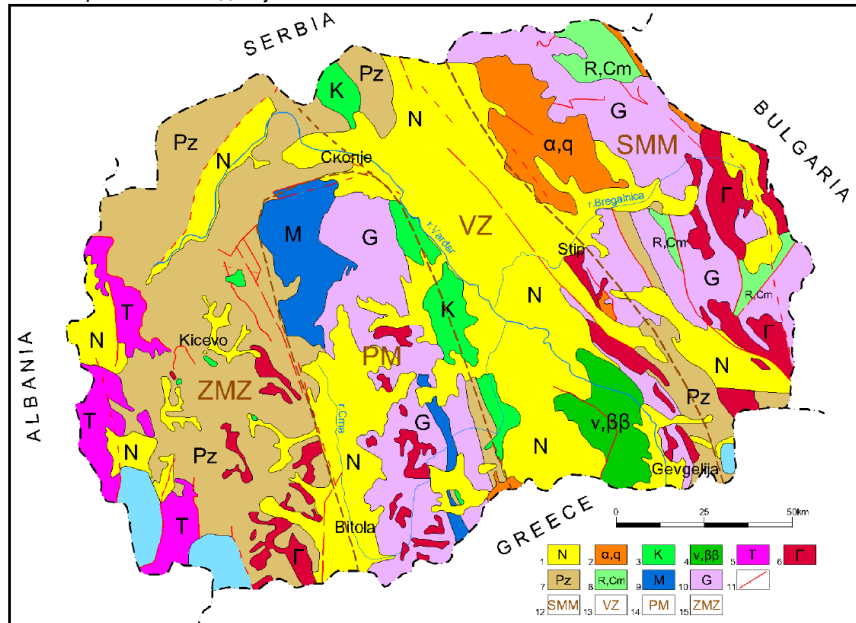 SERBIA
Pz
K
R,Cm
N
G
BULGARIA
Pz
α,q
SMM
N
Скопје
Γ
r.Bregalnica
M
VZ
G
r.Vardar
Stip
R,Cm
G
R,Cm
T
K
N
Kicevo
N
Γ
PM
N
ZMZ
ALBANIA
r.Crna
Pz
T
G
ν,ββ
N
Pz
N
N
Gevgelija
T
Bitola
GREECE
Γ
0 25 50km
1 N 2 α,q 3 K 4 ν,ββ 5 T 6 Γ
7 Pz 8 R,Cm 9 M 10 G 11
12 SMM 13 VZ 14 PM 15 ZMZ